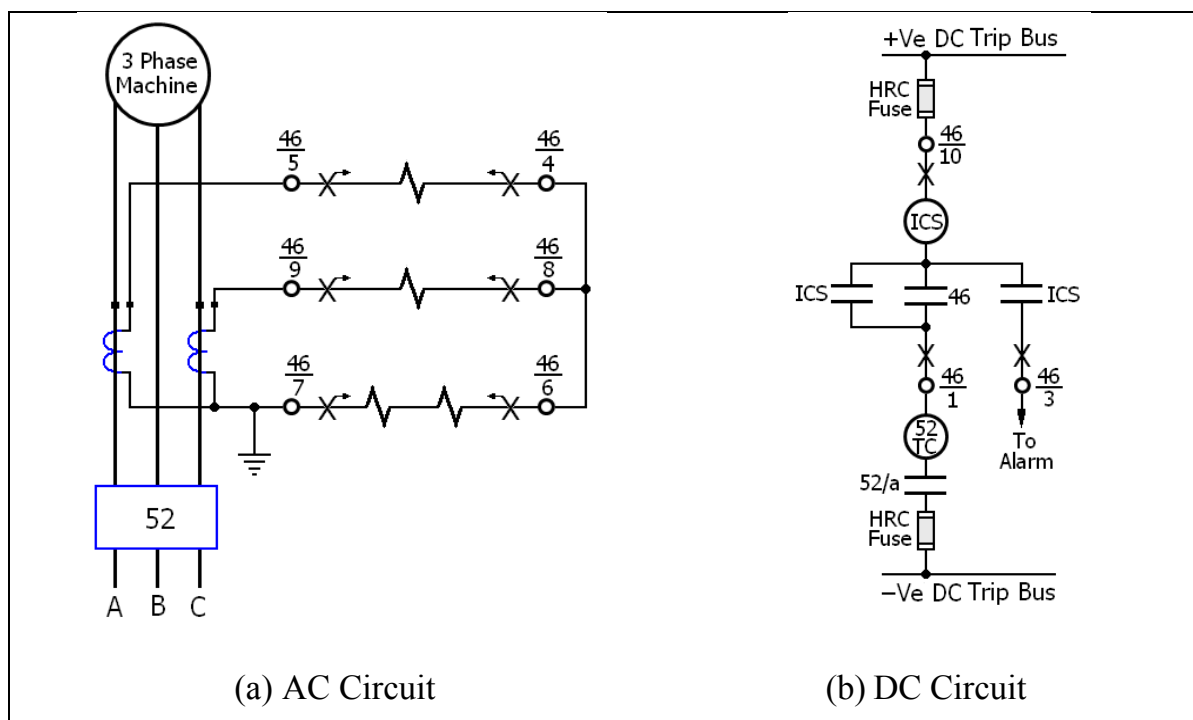 3 Phase
Machine
46
5
46
4
46
9
46
8
46
7
46
6
52
A B C
(a) AC Circuit
+Ve DC Trip Bus
HRC
Fuse
46
10
ICS
ICS
46
ICS
46
1
46
3
52
TC
To
Alarm
52/a
HRC
Fuse
–Ve DC Trip Bus
(b) DC Circuit